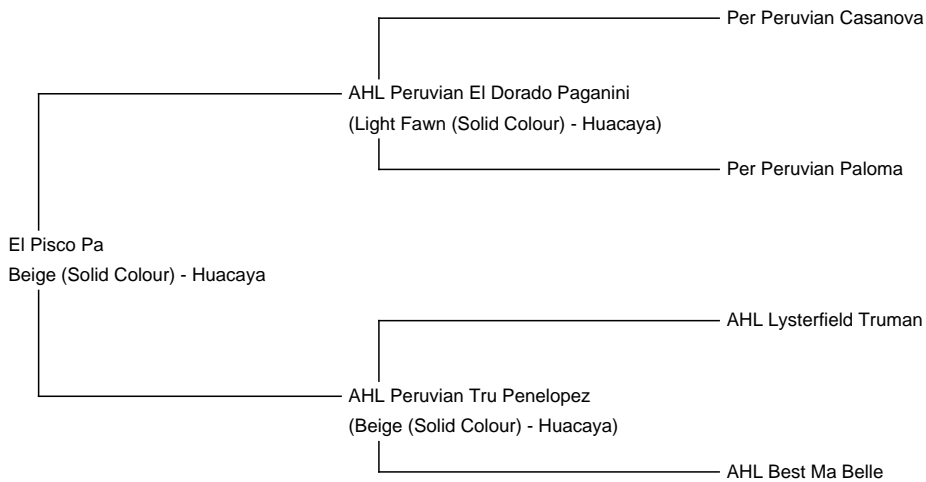 Per Peruvian Casanova
AHL Peruvian El Dorado Paganini
(Light Fawn (Solid Colour) - Huacaya)
Per Peruvian Paloma
El Pisco Pa
Beige (Solid Colour) - Huacaya
AHL Lysterfield Truman
AHL Peruvian Tru Penelopez
(Beige (Solid Colour) - Huacaya)
AHL Best Ma Belle